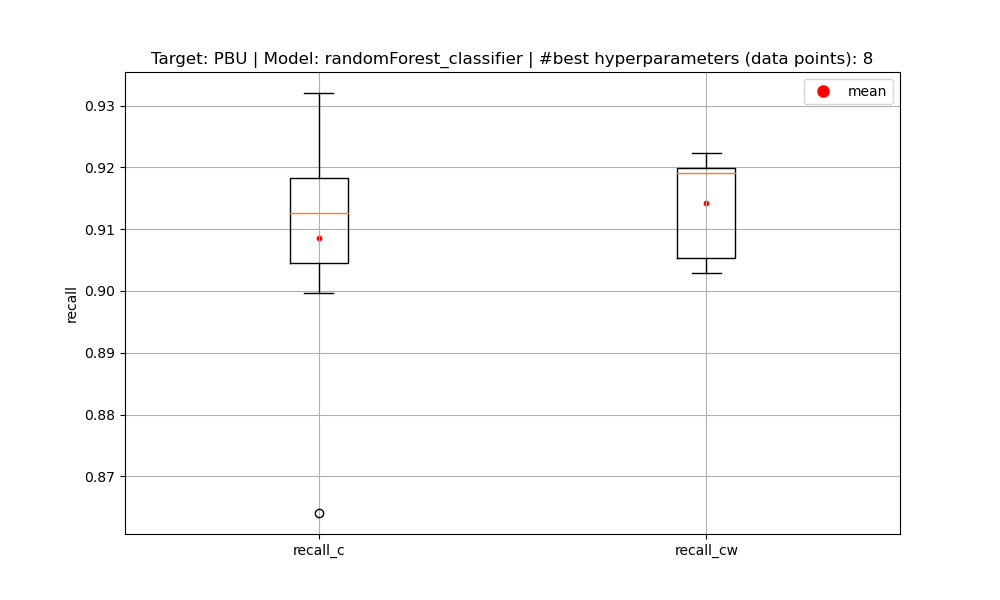 Target: PBU | Model: randomForest_classifier | #best hyperparameters (data points): 8
mean
0.93
0.92
0.91
0.90
0.89
0.88
0.87
recall
recall_c
recall_cw